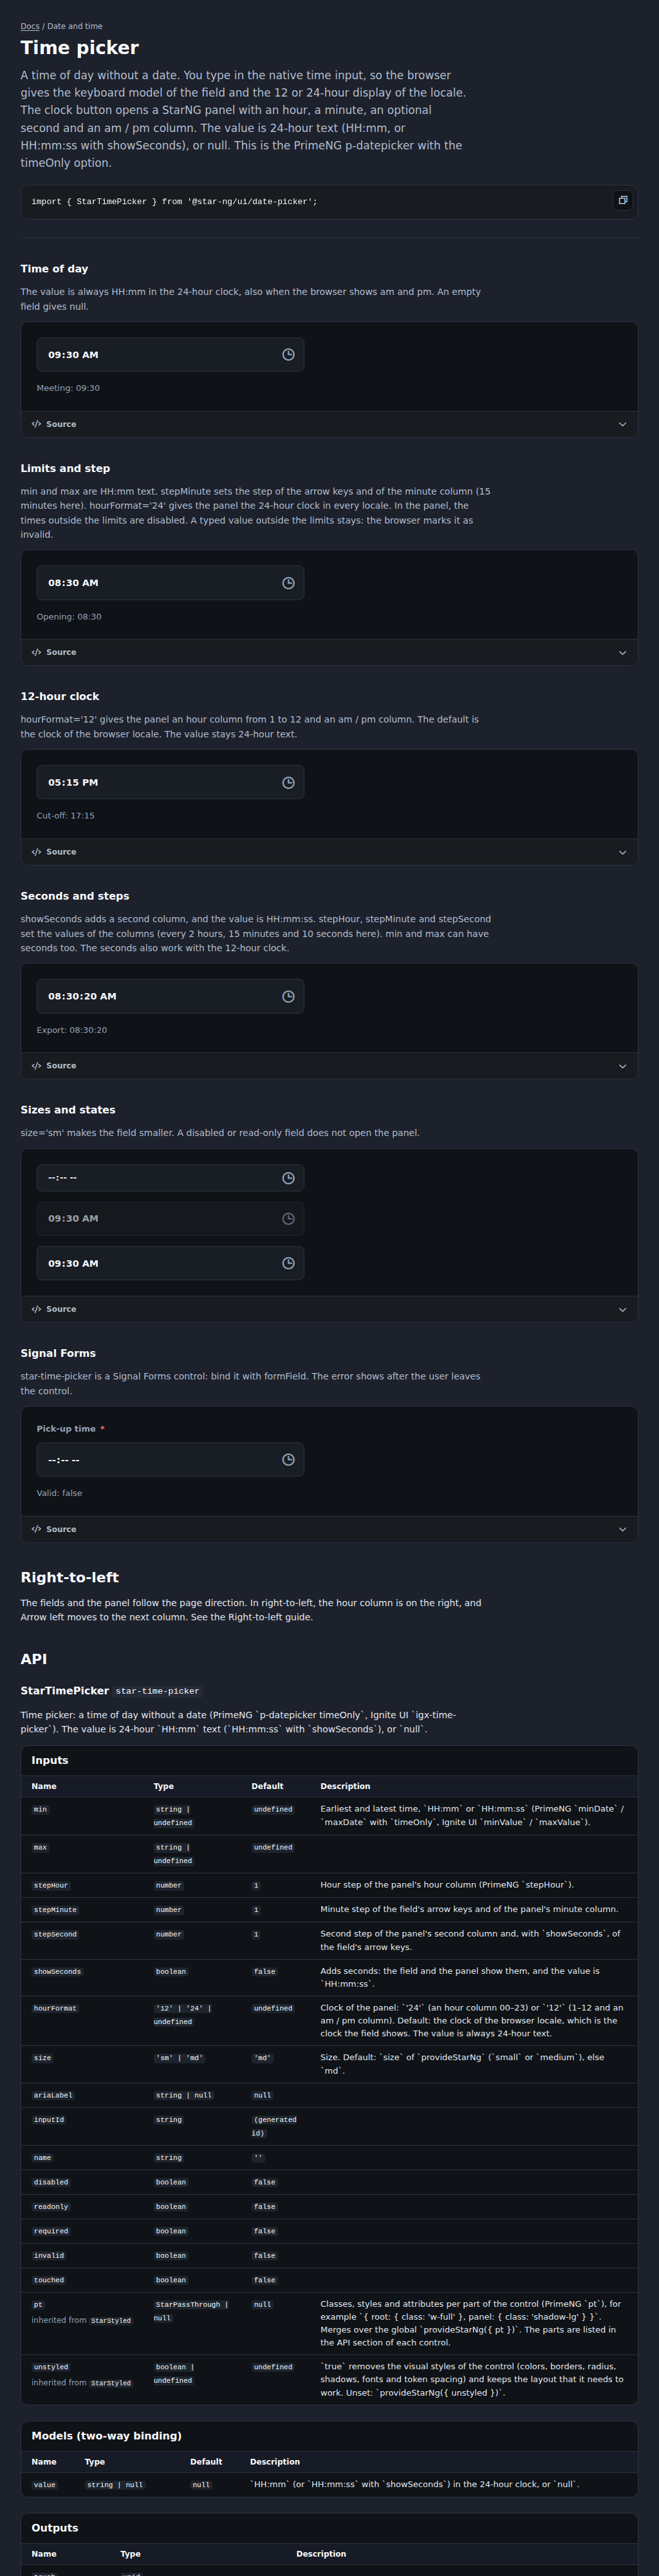 Docs / Date and time
Time picker
A time of day without a date. You type in the native time input, so the browser
gives the keyboard model of the field and the 12 or 24-hour display of the locale.
The clock button opens a StarNG panel with an hour, a minute, an optional
second and an am / pm column. The value is 24-hour text (HH:mm, or
HH:mm:ss with showSeconds), or null. This is the PrimeNG p-datepicker with the
timeOnly option.
import { StarTimePicker } from '@star-ng/ui/date-picker';
Time of day
The value is always HH:mm in the 24-hour clock, also when the browser shows am and pm. An empty
field gives null.
09:30 AM
Meeting: 09:30
Source
Limits and step
min and max are HH:mm text. stepMinute sets the step of the arrow keys and of the minute column (15
minutes here). hourFormat='24' gives the panel the 24-hour clock in every locale. In the panel, the
times outside the limits are disabled. A typed value outside the limits stays: the browser marks it as
invalid.
08:30 AM
Opening: 08:30
Source
12-hour clock
hourFormat='12' gives the panel an hour column from 1 to 12 and an am / pm column. The default is
the clock of the browser locale. The value stays 24-hour text.
05:15 PM
Cut-off: 17:15
Source
Seconds and steps
showSeconds adds a second column, and the value is HH:mm:ss. stepHour, stepMinute and stepSecond
set the values of the columns (every 2 hours, 15 minutes and 10 seconds here). min and max can have
seconds too. The seconds also work with the 12-hour clock.
08:30:20 AM
Export: 08:30:20
Source
Sizes and states
size='sm' makes the field smaller. A disabled or read-only field does not open the panel.
--:-- --
09:30 AM
09:30 AM
Source
Signal Forms
star-time-picker is a Signal Forms control: bind it with formField. The error shows after the user leaves
the control.
Pick-up time *
--:-- --
Valid: false
Source
Right-to-left
The fields and the panel follow the page direction. In right-to-left, the hour column is on the right, and
Arrow left moves to the next column. See the Right-to-left guide.
API
StarTimePicker star-time-picker
Time picker: a time of day without a date (PrimeNG `p-datepicker timeOnly`, Ignite UI `igx-time-
picker`). The value is 24-hour `HH:mm` text (`HH:mm:ss` with `showSeconds`), or `null`.
Inputs
Name Type Default Description
min string | undefined Earliest and latest time, `HH:mm` or `HH:mm:ss` (PrimeNG `minDate` /
undefined `maxDate` with `timeOnly`, Ignite UI `minValue` / `maxValue`).
max string | undefined
undefined
stepHour number 1 Hour step of the panel's hour column (PrimeNG `stepHour`).
stepMinute number 1 Minute step of the field's arrow keys and of the panel's minute column.
stepSecond number 1 Second step of the panel's second column and, with `showSeconds`, of
the field's arrow keys.
showSeconds boolean false Adds seconds: the field and the panel show them, and the value is
`HH:mm:ss`.
hourFormat '12' | '24' | undefined Clock of the panel: `'24'` (an hour column 00–23) or `'12'` (1–12 and an
undefined am / pm column). Default: the clock of the browser locale, which is the
clock the field shows. The value is always 24-hour text.
size 'sm' | 'md' 'md' Size. Default: `size` of `provideStarNg` (`small` or `medium`), else
`md`.
ariaLabel string | null null
inputId string (generated
id)
name string ''
disabled boolean false
readonly boolean false
required boolean false
invalid boolean false
touched boolean false
pt StarPassThrough | null Classes, styles and attributes per part of the control (PrimeNG `pt`), for
inherited from StarStyled null example `{ root: { class: 'w-full' }, panel: { class: 'shadow-lg' } }`.
Merges over the global `provideStarNg({ pt })`. The parts are listed in
the API section of each control.
unstyled boolean | undefined `true` removes the visual styles of the control (colors, borders, radius,
inherited from StarStyled undefined shadows, fonts and token spacing) and keeps the layout that it needs to
work. Unset: `provideStarNg({ unstyled })`.
Models (two-way binding)
Name Type Default Description
value string | null null `HH:mm` (or `HH:mm:ss` with `showSeconds`) in the 24-hour clock, or `null`.
Outputs
Name Type Description